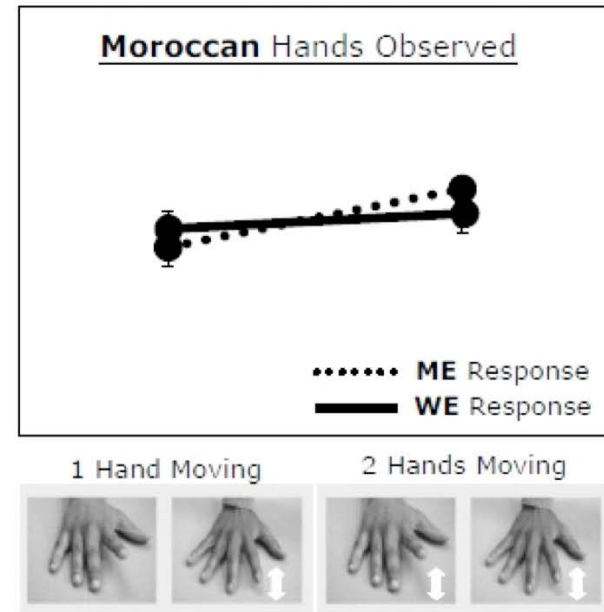 Moroccan Hands Observed
ME Response
WE Response
1 Hand Moving
2 Hands Moving